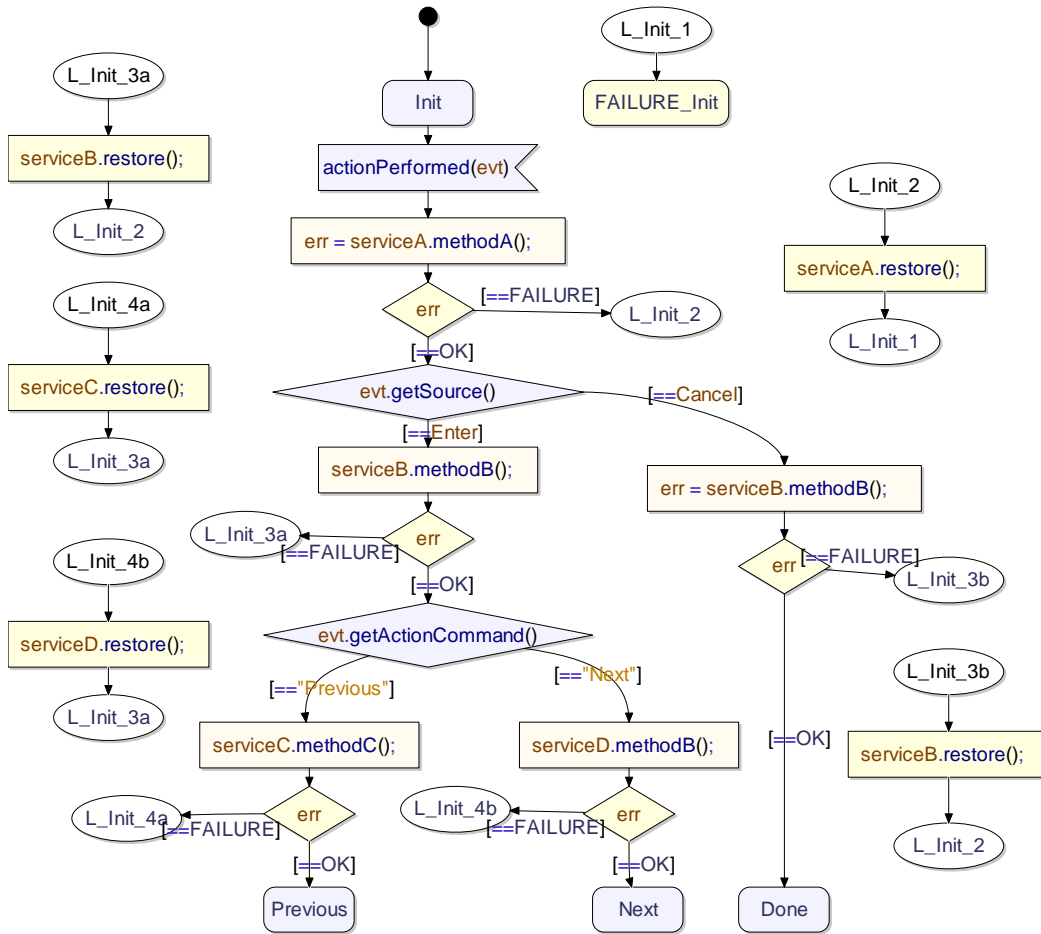 L_Init_1
L_Init_3a
Init
FAILURE_Init
serviceB.restore();
actionPerformed(evt)
L_Init_2
L_Init_2
err = serviceA.methodA();
serviceA.restore();
L_Init_4a
[==FAILURE]
err
L_Init_2
L_Init_1
[==OK]
serviceC.restore();
evt.getSource()
[==Cancel]
[==Enter]
L_Init_3a
serviceB.methodB();
err = serviceB.methodB();
L_Init_3a
err
[==FAILURE]
L_Init_4b
[==FAILURE]
err
L_Init_3b
[==OK]
serviceD.restore();
evt.getActionCommand()
L_Init_3b
[=="Previous"]
[=="Next"]
L_Init_3a
serviceC.methodC();
serviceD.methodB();
[==OK]
serviceB.restore();
L_Init_4a
[==FAILURE]
err
L_Init_4b
[==FAILURE]
err
L_Init_2
[==OK]
[==OK]
Previous
Next
Done